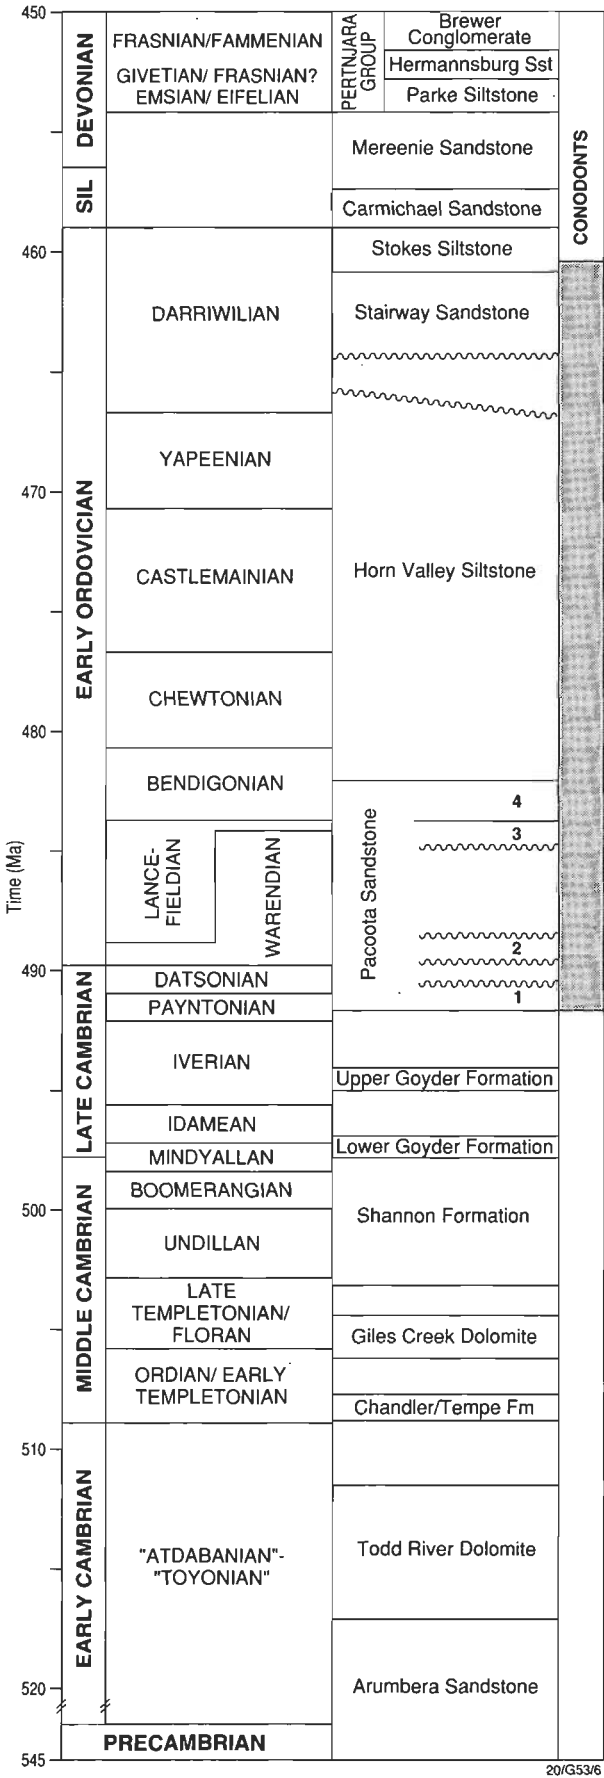 450
DEVONIAN
FRASNIAN/FAMMENIAN
GIVETIAN/ FRASNIAN?
EMSIAN/ EIFELIAN
PERTNJARA
GROUP
Brewer
Conglomerate
Hermannsburg Sst
Parke Siltstone
Mereenie Sandstone
CONODONTS
SIL
Carmichael Sandstone
460
Stokes Siltstone
DARRIWILIAN
Stairway Sandstone
YAPEENIAN
470
EARLY ORDOVICIAN
CASTLEMAINIAN
Horn Valley Siltstone
CHEWTONIAN
480
BENDIGONIAN
Time (Ma)
LANCE-
FIELDIAN
WARENDIAN
Pacoota Sandstone
4
3
2
1
490
LATE CAMBRIAN
DATSONIAN
PAYNTONIAN
IVERIAN
Upper Goyder Formation
IDAMEAN
Lower Goyder Formation
MINDYALLAN
MIDDLE CAMBRIAN
BOOMERANGIAN
500
Shannon Formation
UNDILLAN
LATE
TEMPLETONIAN/
FLORAN
Giles Creek Dolomite
ORDIAN/ EARLY
TEMPLETONIAN
Chandler/Tempe Fm
510
EARLY CAMBRIAN
"ATDABANIAN"-
"TOYONIAN"
Todd River Dolomite
520
Arumbera Sandstone
PRECAMBRIAN
545
20/G53/6